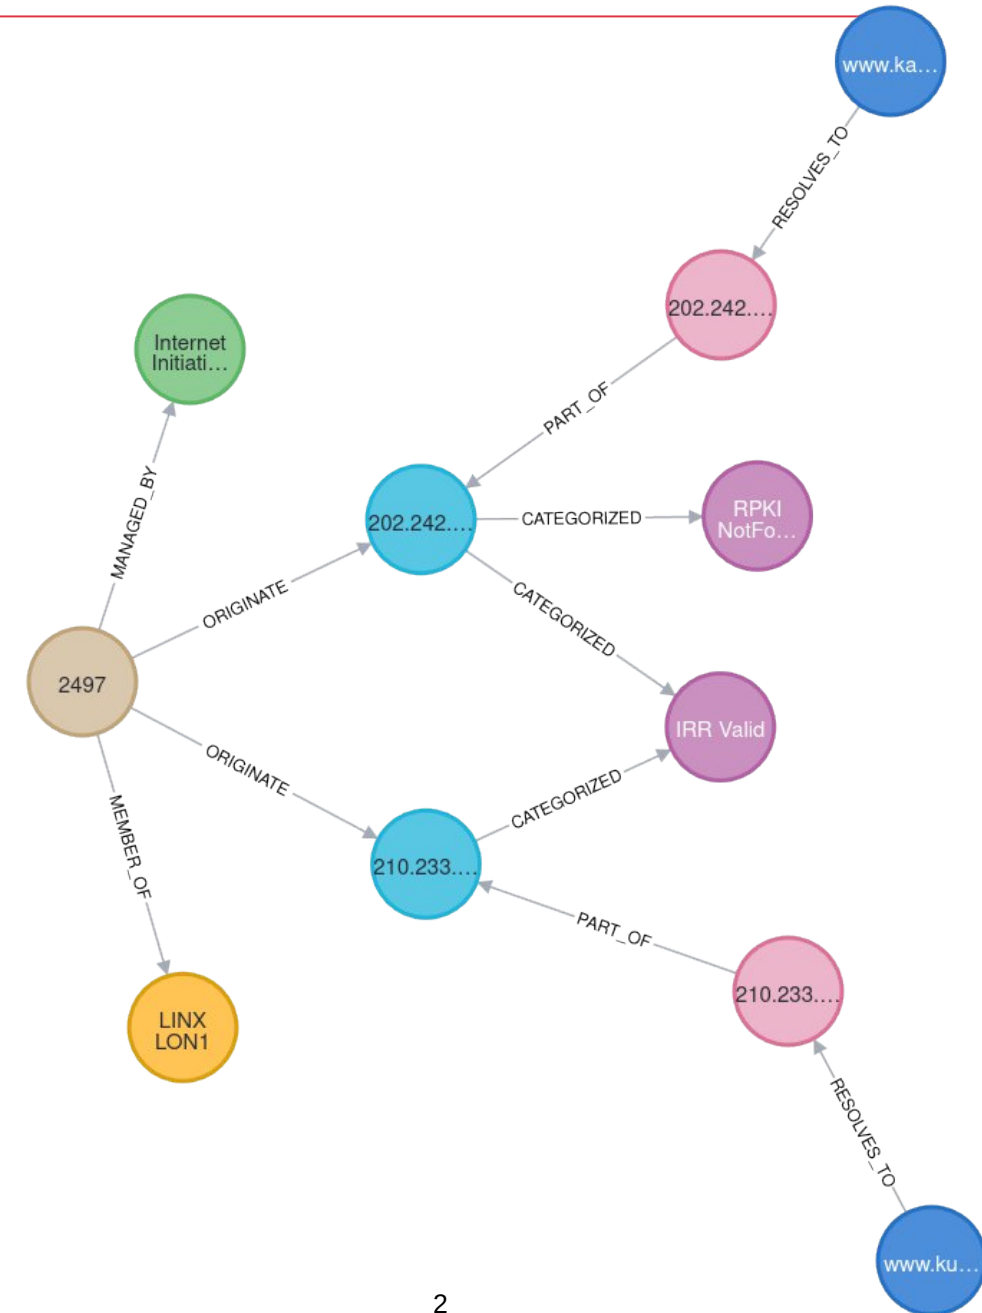 www.ka…
RESOLVES_TO
202.242.…
Internet
Initiati…
PART_OF
MANAGED_BY
202.242.…
CATEGORIZED
RPKI
NotFo…
ORIGINATE
CATEGORIZED
2497
IRR Valid
ORIGINATE
CATEGORIZED
MEMBER_OF
210.233.…
PART_OF
210.233.…
LINX
LON1
RESOLVES_TO
www.ku…
2